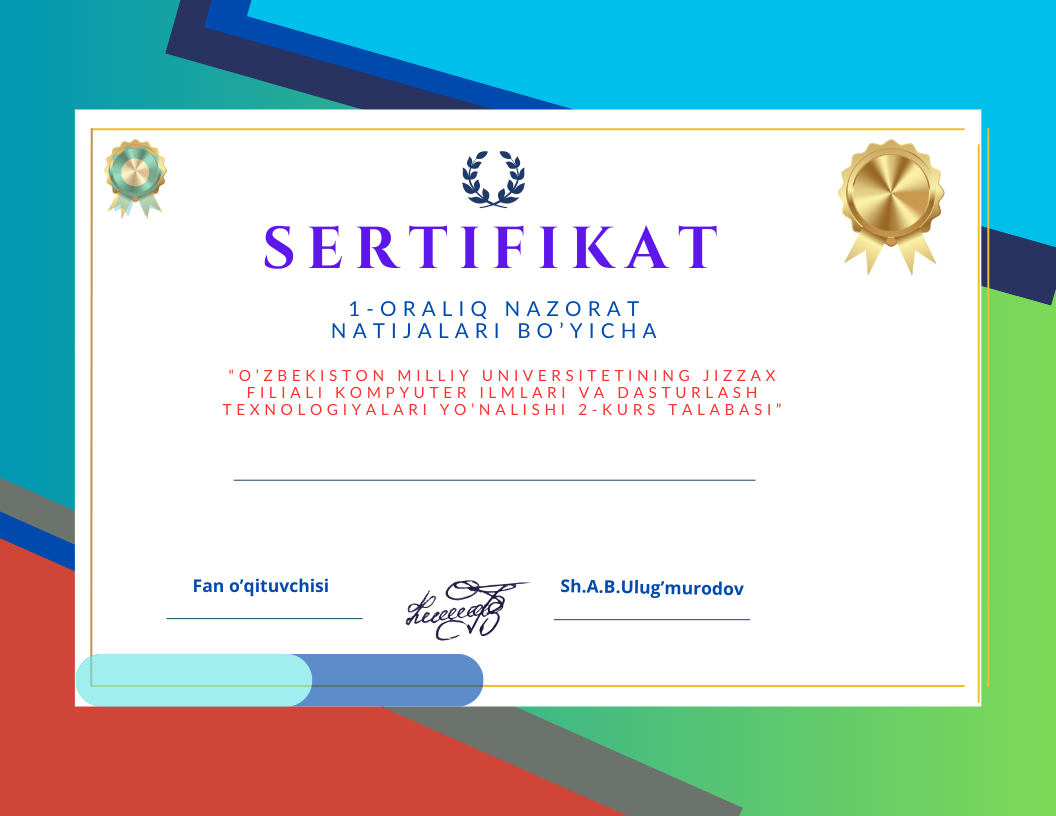 SERTIFIKAT
1-ORALIQ NAZORAT
NATIJALARI BO’YICHA
“O’ZBEKISTON MILLIY UNIVERSITETINING JIZZAX
FILIALI KOMPYUTER ILMLARI VA DASTURLASH
TEXNOLOGIYALARI YO’NALISHI 2-KURS TALABASI”
Fan o’qituvchisi
Sh.A.B.Ulug’murodov